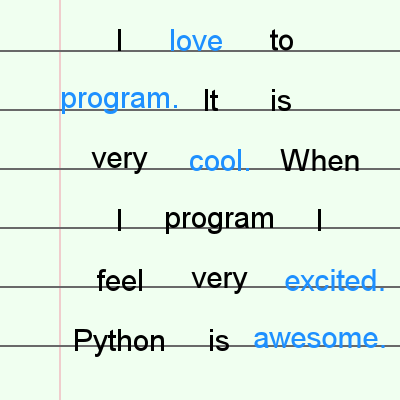 I love to
program. It is
very cool. When
I program I
feel very excited.
Python is awesome.